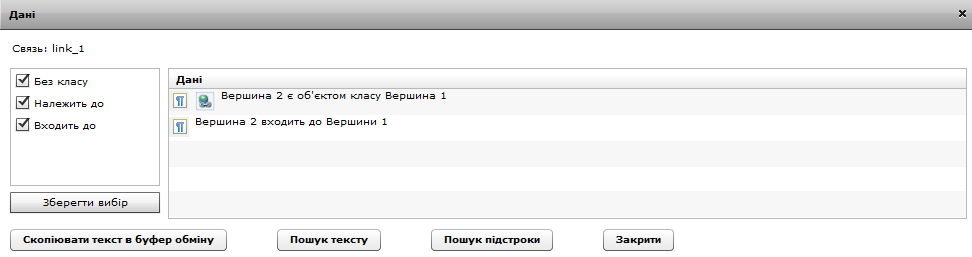 Дані
Связь: link_1
Без класу
Належить до
Входить до
Зберегти вибір
Дані
Вершина 2 є об'єктом класу Вершина 1
Вершина 2 входить до Вершини 1
Скопіювати текст в буфер обміну
Пошук тексту
Пошук підстроки
Закрити